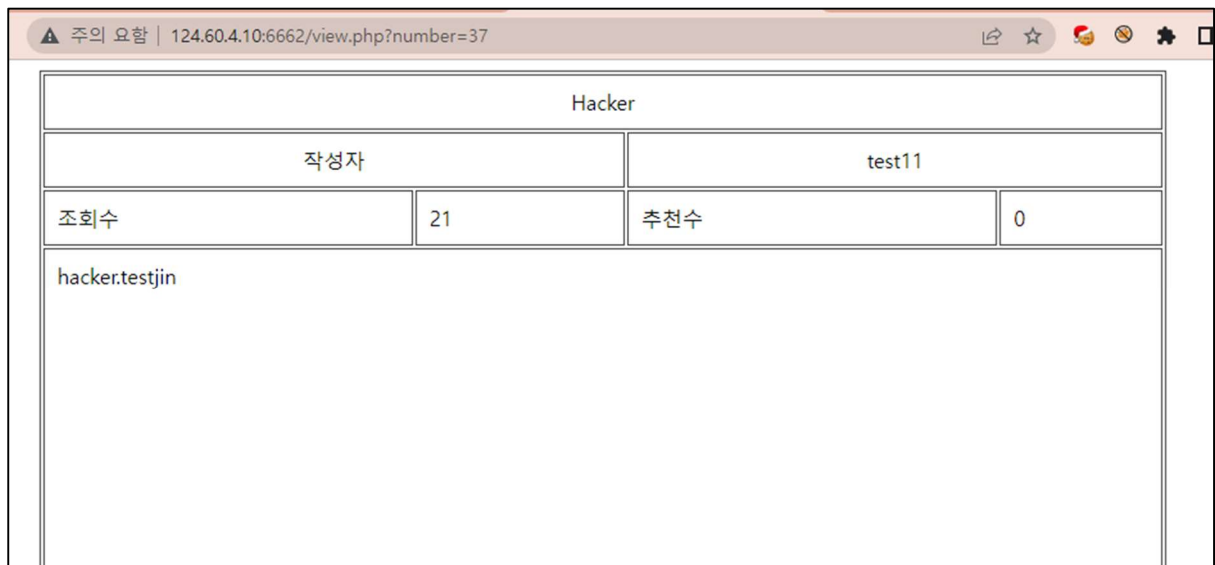 주의 요함 | 124.60.4.10:6662/view.php?number=37
Hacker
작성자 test11
조회수 21 추천수 0
hacker.testjin